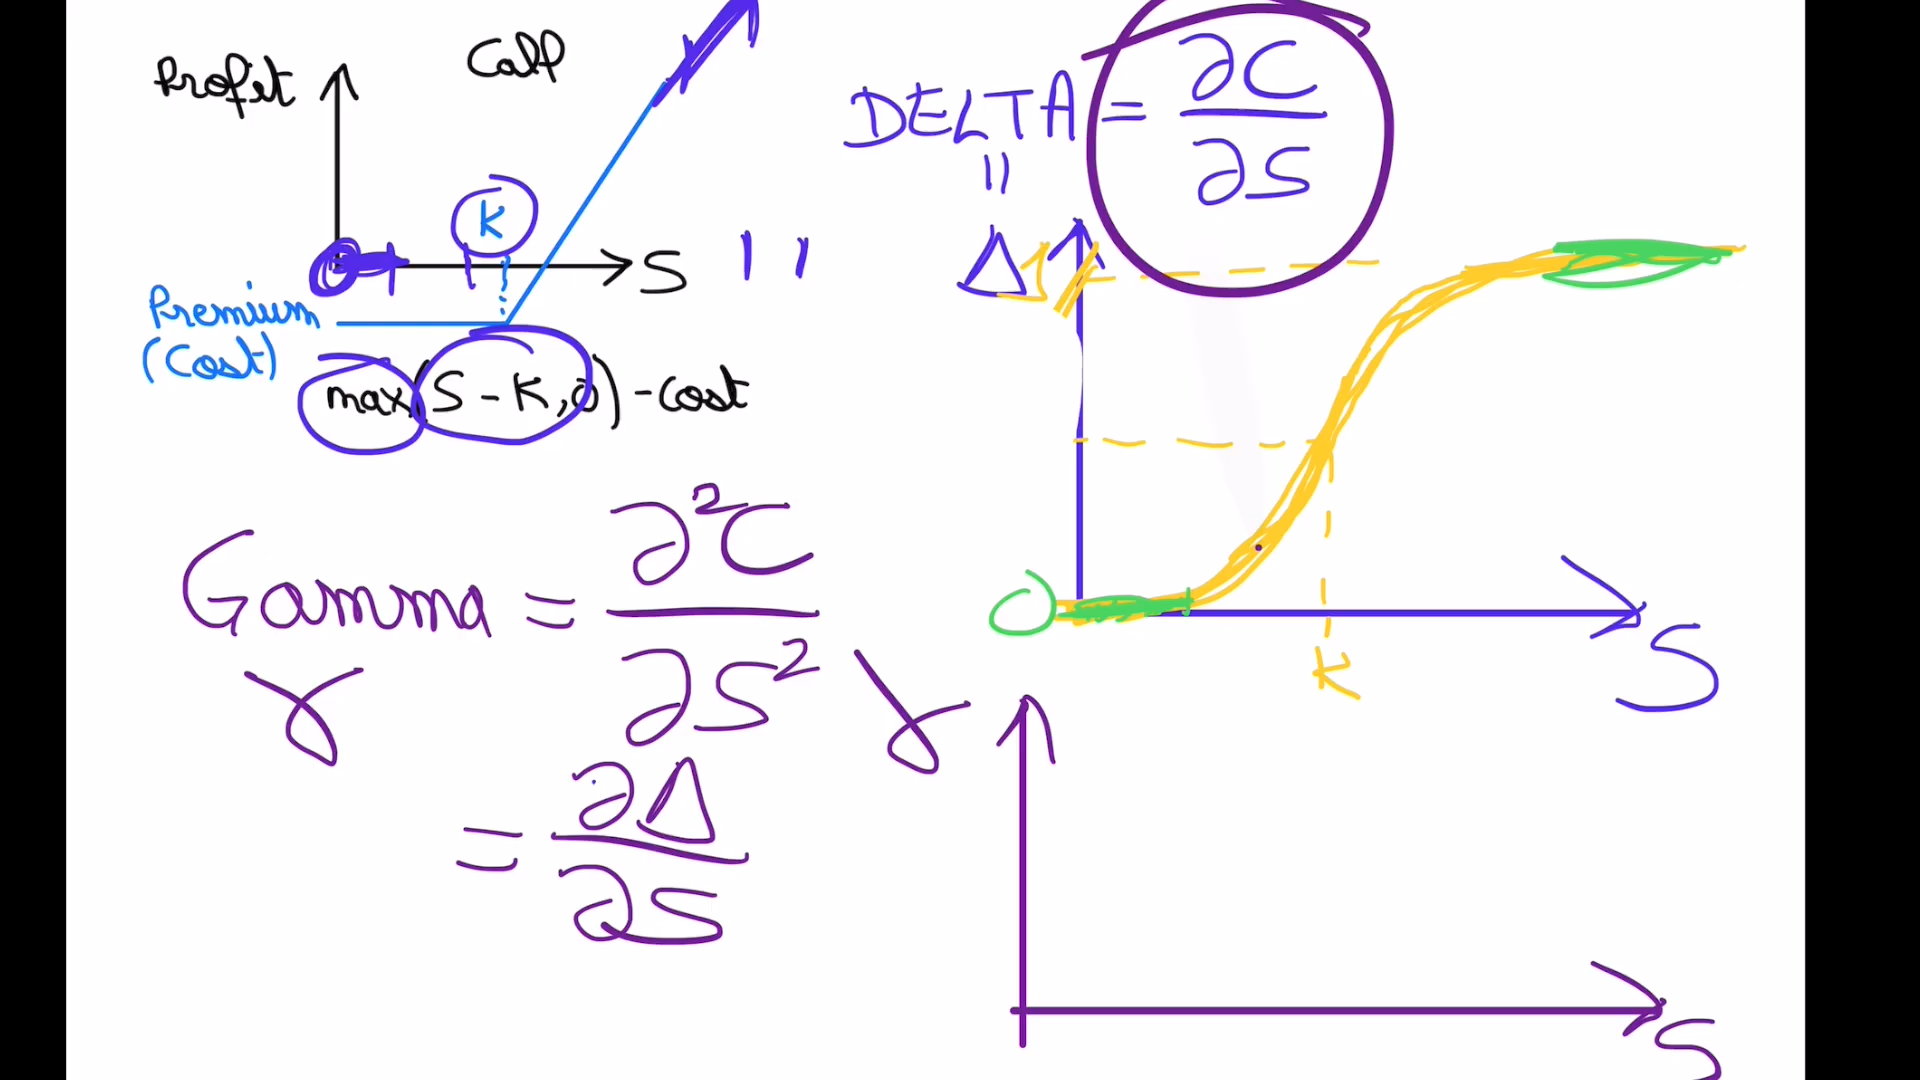 Profit
Call
K
S
Premium
(Cost)
max(S - K, 0) - cost
DELTA = ∂C / ∂S
=
Δ
1
0
K
S
Gamma = ∂²C / ∂S²
γ
= ∂Δ / ∂S
γ
S